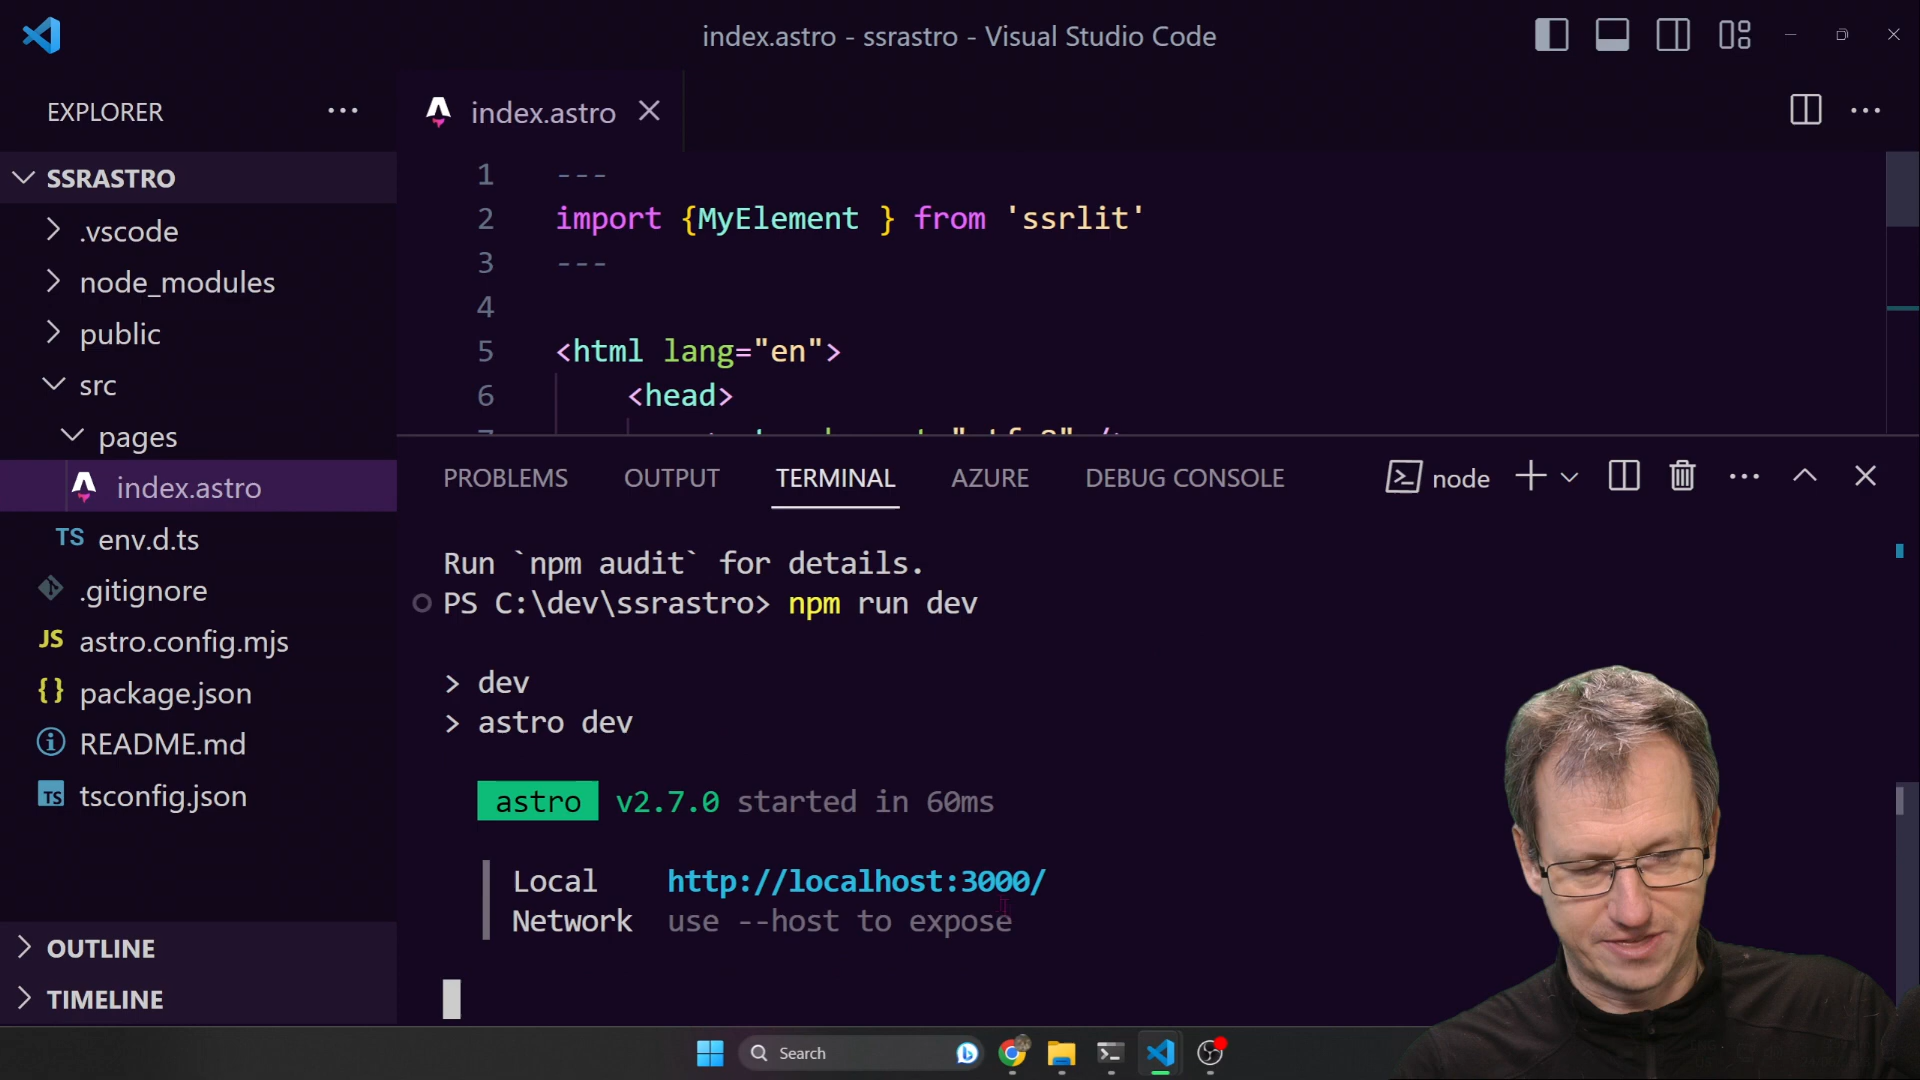 index.astro - ssrastro - Visual Studio Code
EXPLORER
SSRASTRO
.vscode
node_modules
public
src
pages
index.astro
TS env.d.ts
.gitignore
JS astro.config.mjs
{} package.json
README.md
TS tsconfig.json
OUTLINE
TIMELINE
index.astro
1 ---
2 import {MyElement } from 'ssrlit'
3 ---
4
5 <html lang="en">
6 <head>
PROBLEMS OUTPUT TERMINAL AZURE DEBUG CONSOLE node
Run `npm audit` for details.
PS C:\dev\ssrastro> npm run dev
> dev
> astro dev
astro v2.7.0 started in 60ms
Local http://localhost:3000/
Network use --host to expose
Search